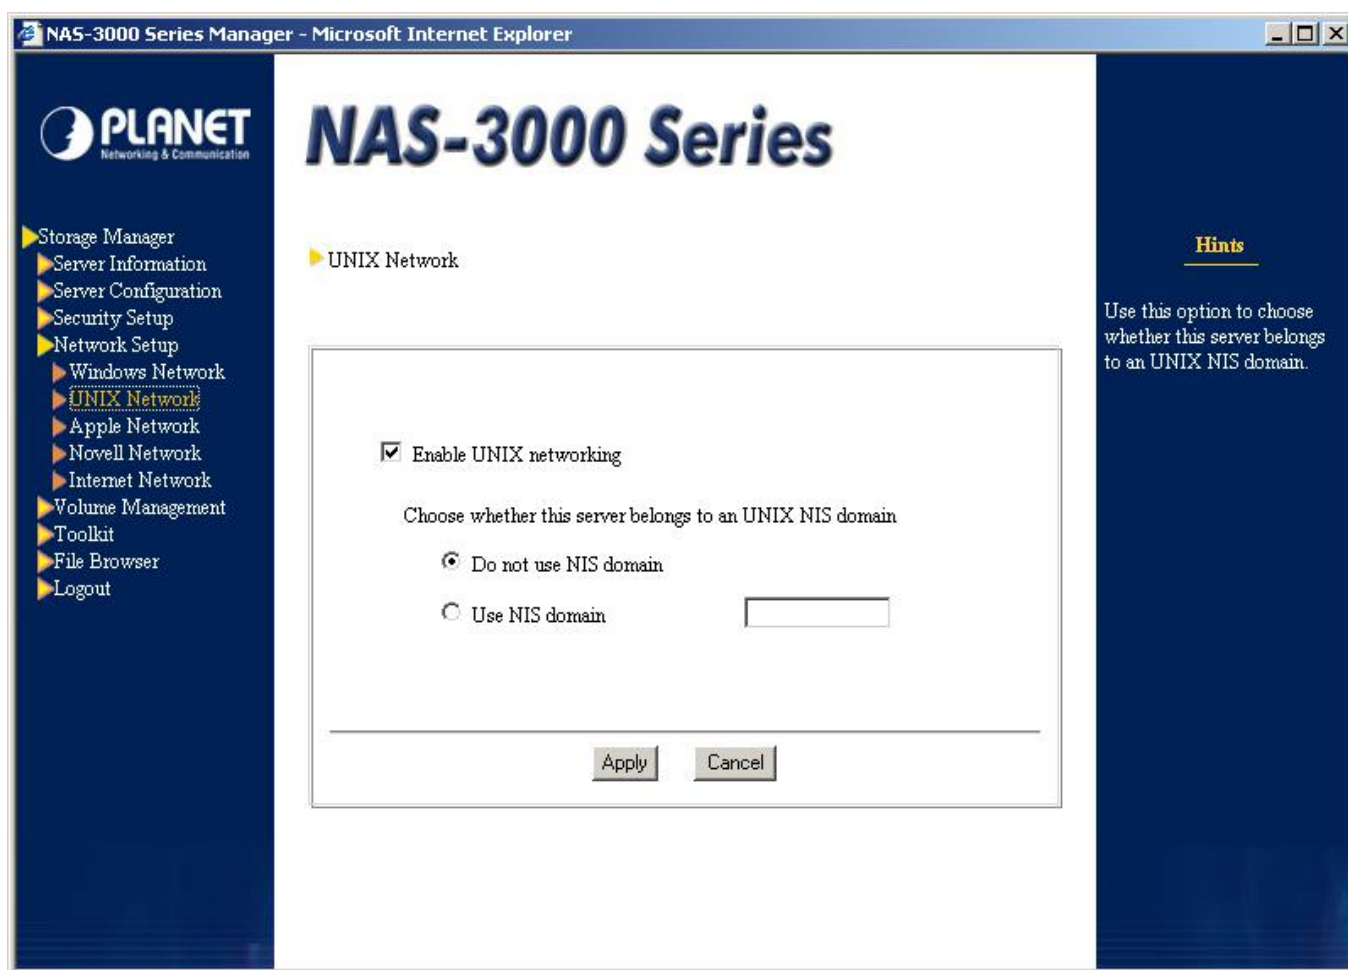 NAS-3000 Series Manager - Microsoft Internet Explorer
PLANET
Networking & Communication
NAS-3000 Series
Storage Manager
Server Information
Server Configuration
Security Setup
Network Setup
Windows Network
UNIX Network
Apple Network
Novell Network
Internet Network
Volume Management
Toolkit
File Browser
Logout
UNIX Network
Enable UNIX networking
Choose whether this server belongs to an UNIX NIS domain
Do not use NIS domain
Use NIS domain
Apply
Cancel
Hints
Use this option to choose
whether this server belongs
to an UNIX NIS domain.